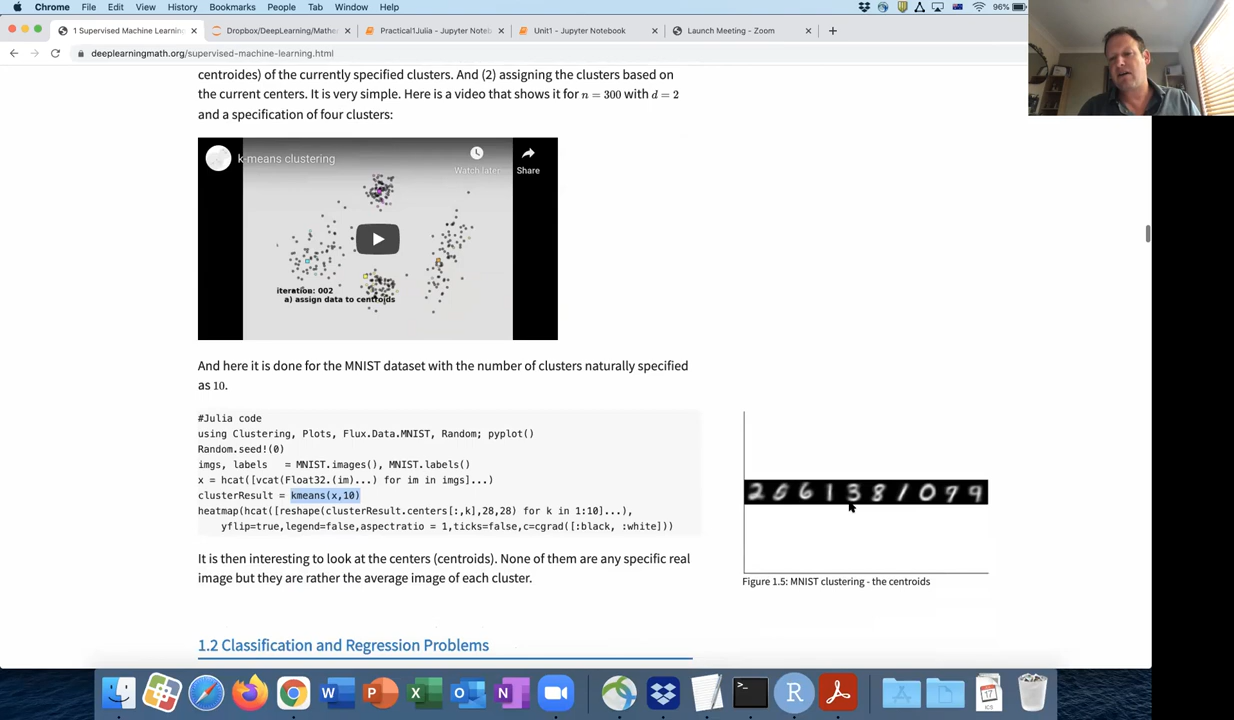 Chrome File Edit View History Bookmarks People Tab Window Help 96%
1 Supervised Machine Learning Dropbox/DeepLearning/Mathe Practical1Julia - Jupyter Noteb Unit1 - Jupyter Notebook Launch Meeting - Zoom
deeplearningmath.org/supervised-machine-learning.html
centroides) of the currently specified clusters. And (2) assigning the clusters based on
the current centers. It is very simple. Here is a video that shows it for n = 300 with d = 2
and a specification of four clusters:
k-means clustering
Watch later Share
iteration: 002
a) assign data to centroids
And here it is done for the MNIST dataset with the number of clusters naturally specified
as 10.
#Julia code
using Clustering, Plots, Flux.Data.MNIST, Random; pyplot()
Random.seed!(0)
imgs, labels = MNIST.images(), MNIST.labels()
x = hcat([vcat(Float32.(im)...) for im in imgs]...)
clusterResult = kmeans(x,10)
heatmap(hcat([reshape(clusterResult.centers[:,k],28,28) for k in 1:10]...),
yflip=true,legend=false,aspectratio = 1,ticks=false,c=cgrad([:black, :white]))
2 6 1 3 8 / 0 7 9
Figure 1.5: MNIST clustering - the centroids
It is then interesting to look at the centers (centroids). None of them are any specific real
image but they are rather the average image of each cluster.
1.2 Classification and Regression Problems